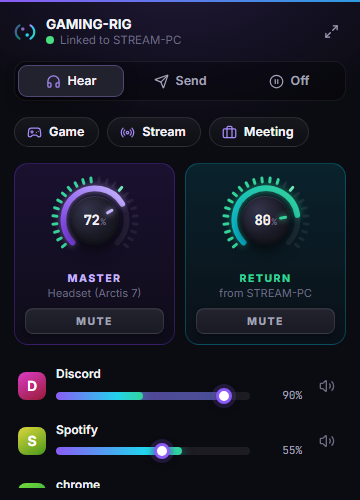 GAMING-RIG
Linked to STREAM-PC
Hear Send Off
Game Stream Meeting
72% 80%
MASTER RETURN
Headset (Arctis 7) from STREAM-PC
MUTE MUTE
Discord
D 90%
Spotify
S 55%
chrome